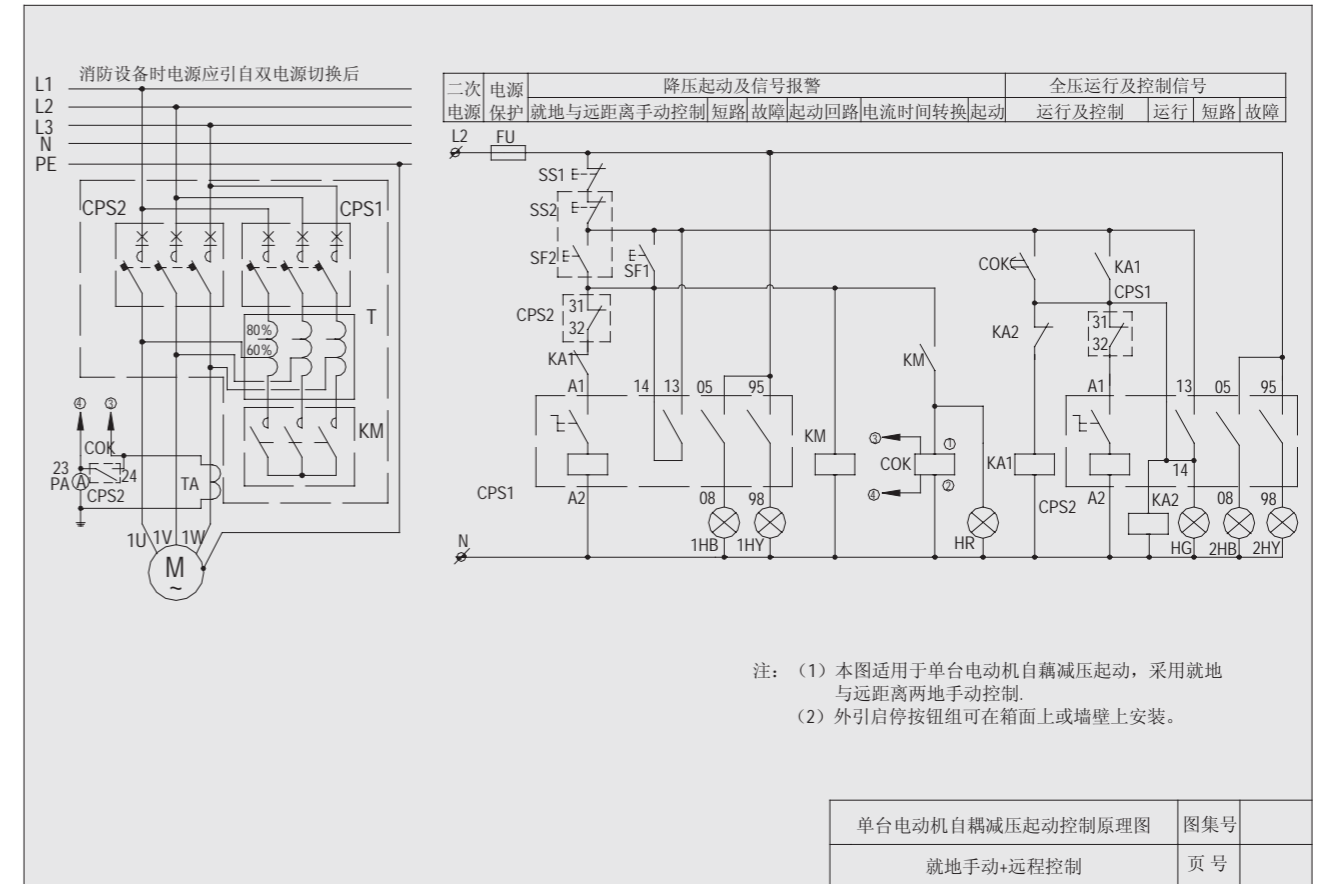 消防设备时电源应引自双电源切换后
L1
L2
L3
N
PE
CPS2
CPS1
T
80%
60%
KM
④
③
COK
23
24
PA
A
CPS2
TA
1U
1V
1W
M
~
二次
电源
电源
保护
降压起动及信号报警
全压运行及控制信号
就地与远距离手动控制
短路
故障
起动回路
电流时间转换
起动
运行及控制
运行
短路
故障
L2
FU
SS1
SS2
SF2
SF1
CPS2
31
32
KA1
A1
14
13
05
95
CPS1
A2
08
98
1HB
1HY
KM
KM
③
①
COK
④
②
HR
COK
KA1
CPS1
KA2
31
32
KA1
A1
13
05
95
CPS2
A2
14
KA2
08
98
HG
2HB
2HY
N
注：（1）本图适用于单台电动机自藕减压起动，采用就地
与远距离两地手动控制.
（2）外引启停按钮组可在箱面上或墙壁上安装。
单台电动机自耦减压起动控制原理图
图集号
就地手动+远程控制
页 号